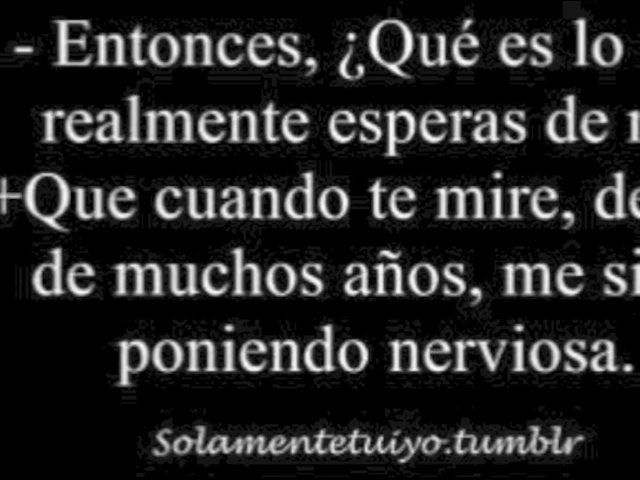 - Entonces, ¿Qué es lo
realmente esperas de
+Que cuando te mire,
de muchos años, me
poniendo nerviosa.
Solamentetuiyo.tumblr